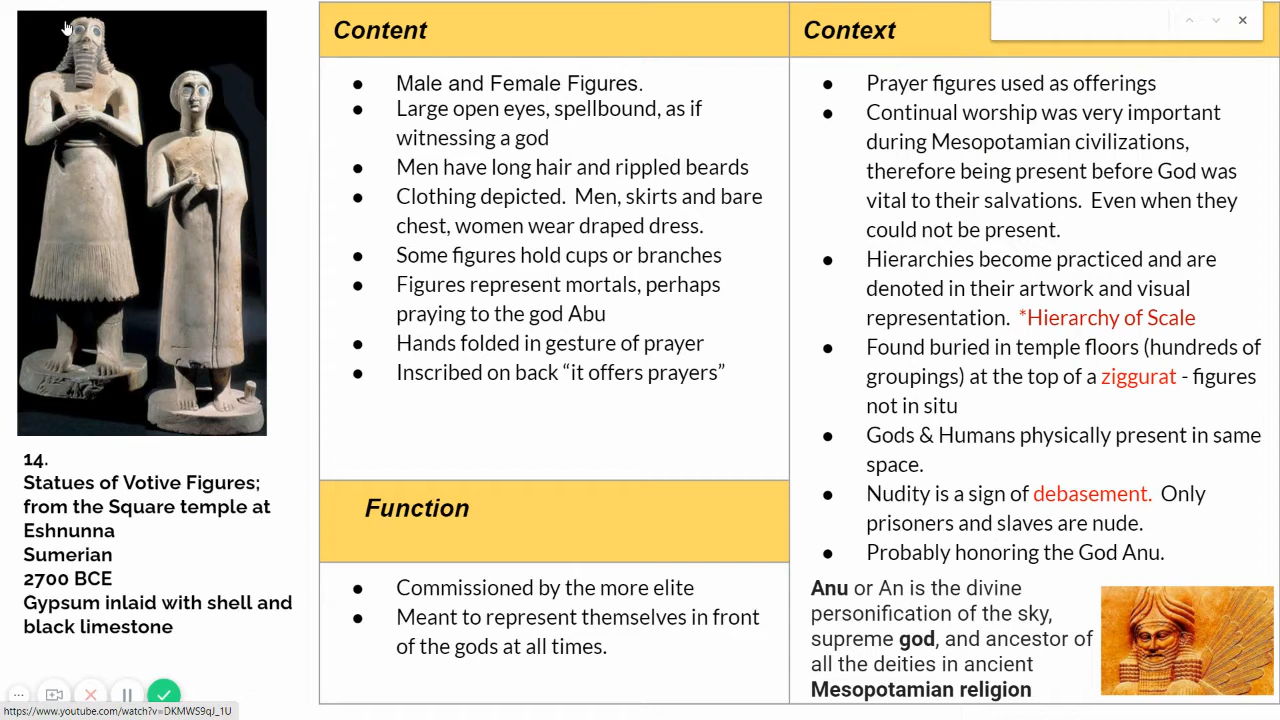 14.
Statues of Votive Figures;
from the Square temple at
Eshnunna
Sumerian
2700 BCE
Gypsum inlaid with shell and
black limestone
https://www.youtube.com/watch?v=DKMWS9qJ_1U
Content
● Male and Female Figures.
● Large open eyes, spellbound, as if
witnessing a god
● Men have long hair and rippled beards
● Clothing depicted. Men, skirts and bare
chest, women wear draped dress.
● Some figures hold cups or branches
● Figures represent mortals, perhaps
praying to the god Abu
● Hands folded in gesture of prayer
● Inscribed on back “it offers prayers”
Function
● Commissioned by the more elite
● Meant to represent themselves in front
of the gods at all times.
Context
● Prayer figures used as offerings
● Continual worship was very important
during Mesopotamian civilizations,
therefore being present before God was
vital to their salvations. Even when they
could not be present.
● Hierarchies become practiced and are
denoted in their artwork and visual
representation. *Hierarchy of Scale
● Found buried in temple floors (hundreds of
groupings) at the top of a ziggurat - figures
not in situ
● Gods & Humans physically present in same
space.
● Nudity is a sign of debasement. Only
prisoners and slaves are nude.
● Probably honoring the God Anu.
Anu or An is the divine
personification of the sky,
supreme god, and ancestor of
all the deities in ancient
Mesopotamian religion